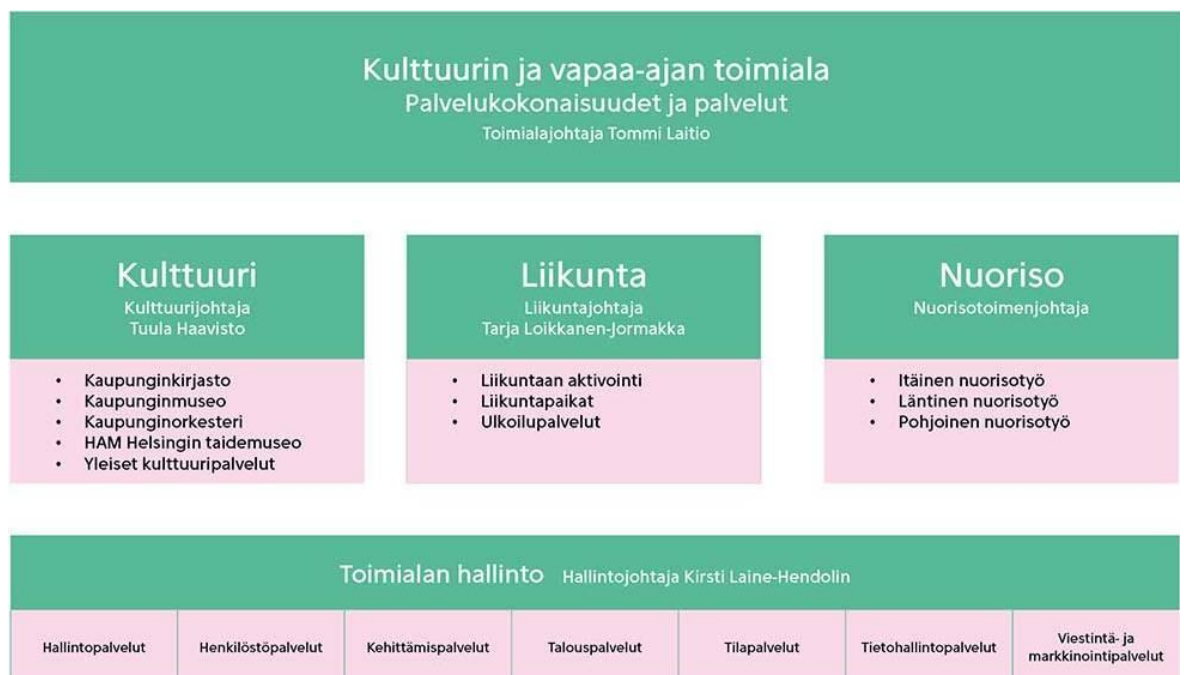 Kulttuurin ja vapaa-ajan toimiala
Palvelukokonaisuudet ja palvelut
Toimialajohtaja Tommi Laitio
Kulttuuri
Kulttuurijohtaja
Tuula Haavisto
• Kaupunginkirjasto
• Kaupunginmuseo
• Kaupunginorkesteri
• HAM Helsingin taidemuseo
• Yleiset kulttuuripalvelut
Liikunta
Liikuntajohtaja
Tarja Loikkanen-Jormakka
• Liikuntaan aktivointi
• Liikuntapaikat
• Ulkoilupalvelut
Nuoriso
Nuorisotoimenjohtaja
• Itäinen nuorisotyö
• Läntinen nuorisotyö
• Pohjoinen nuorisotyö
Toimialan hallinto Hallintojohtaja Kirsti Laine-Hendolin
Hallintopalvelut
Henkilöstöpalvelut
Kehittämispalvelut
Talouspalvelut
Tilapalvelut
Tietohallintopalvelut
Viestintä- ja
markkinointipalvelut